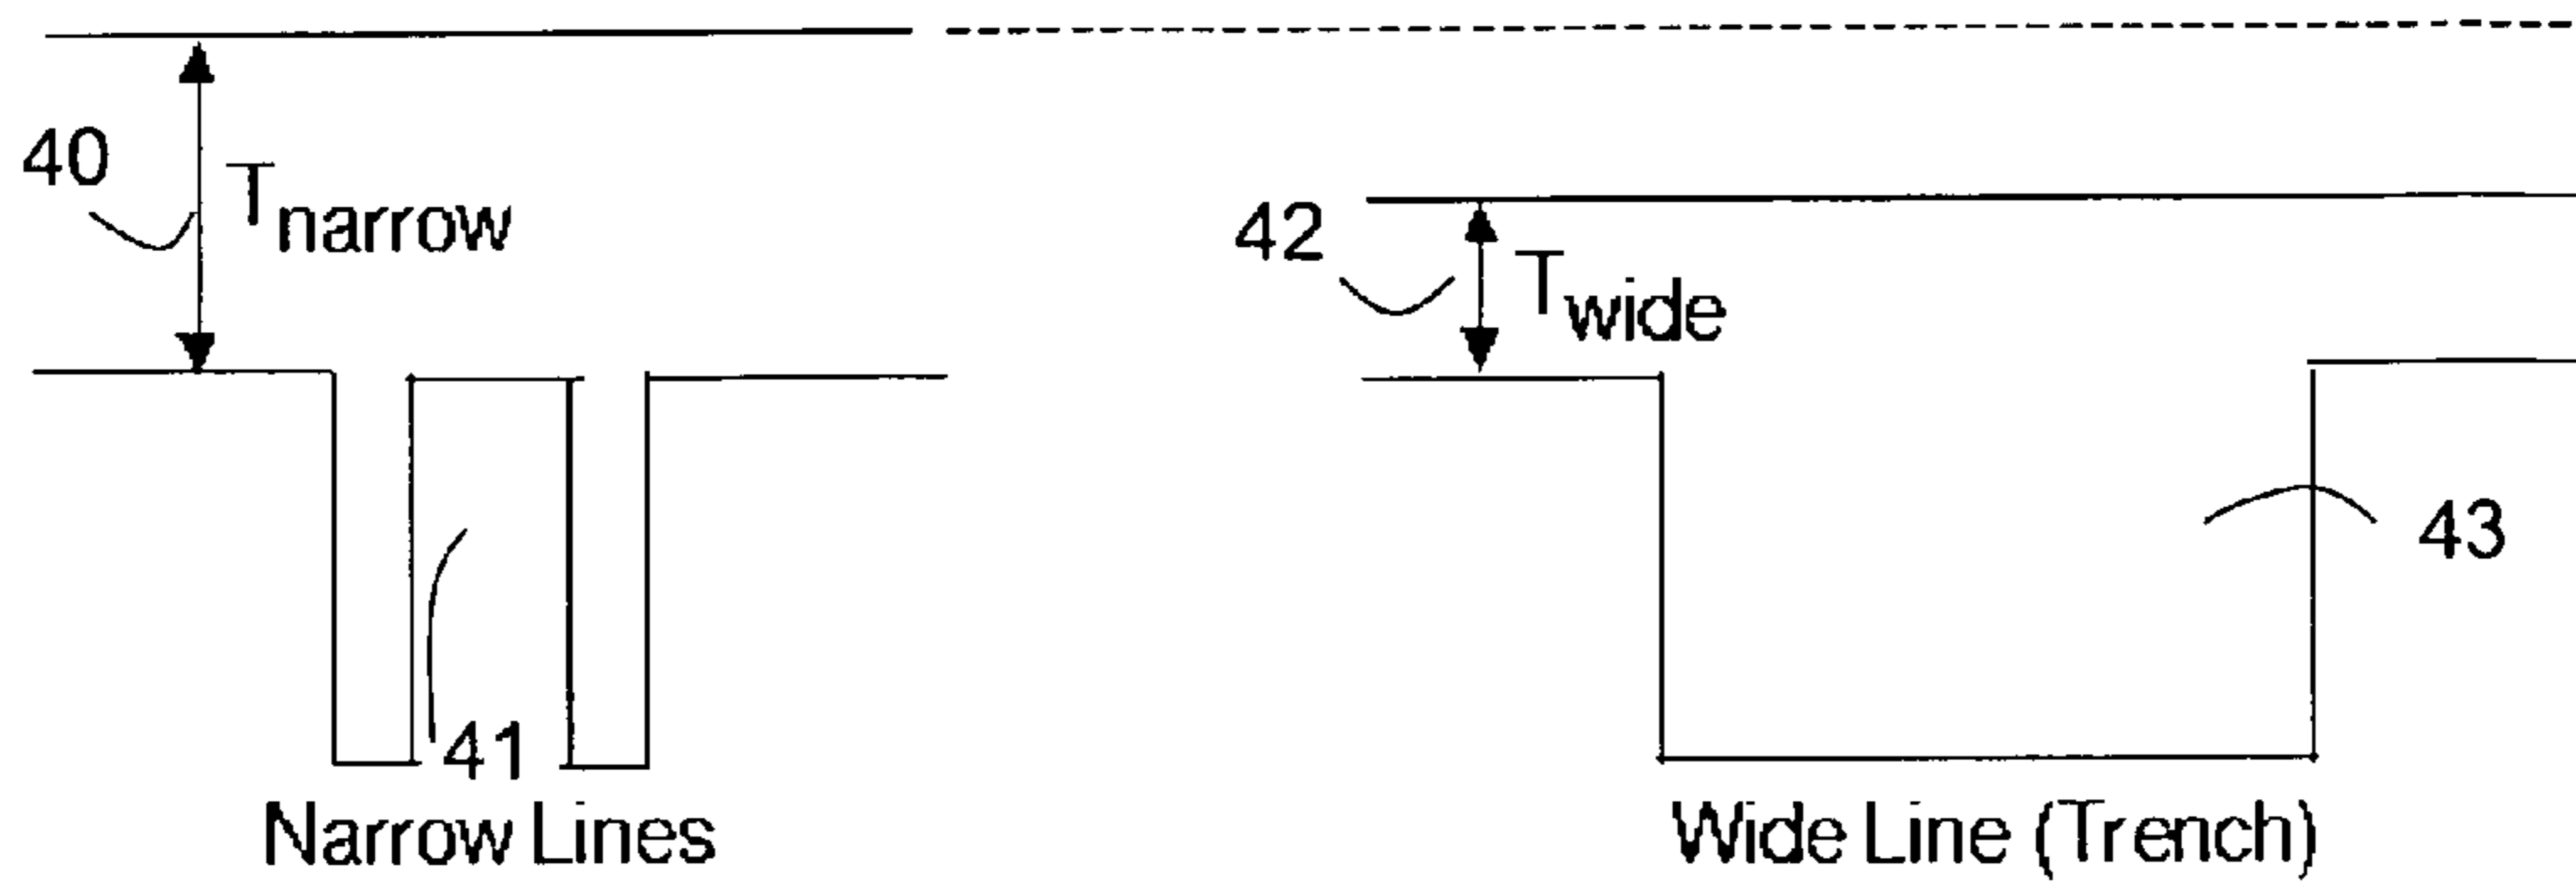 40
Tnarrow
42
Twide
43
41
Narrow Lines
Wide Line (Trench)